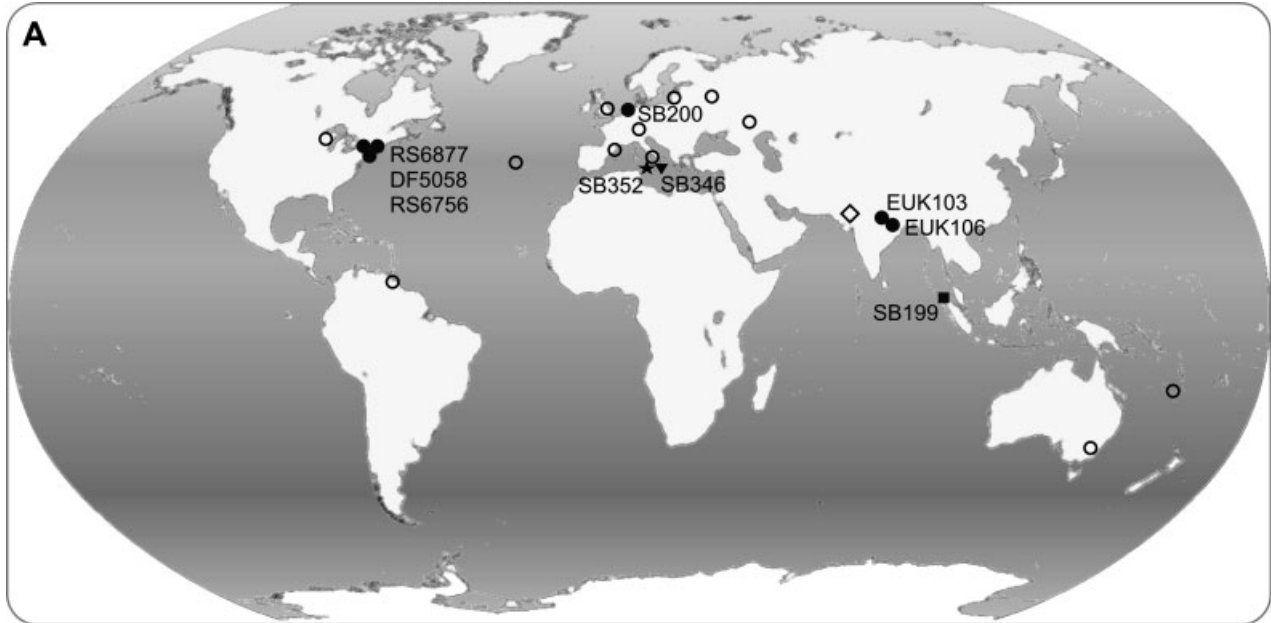 A
SB200
RS6877
DF5058
RS6756
SB352
SB346
EUK103
EUK106
SB199